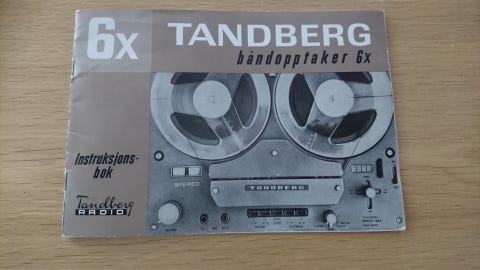 6x TANDBERG
båndopptaker 6x
Instruksjons-
bok
Tandberg
RADIO
STEREO
TANDBERG